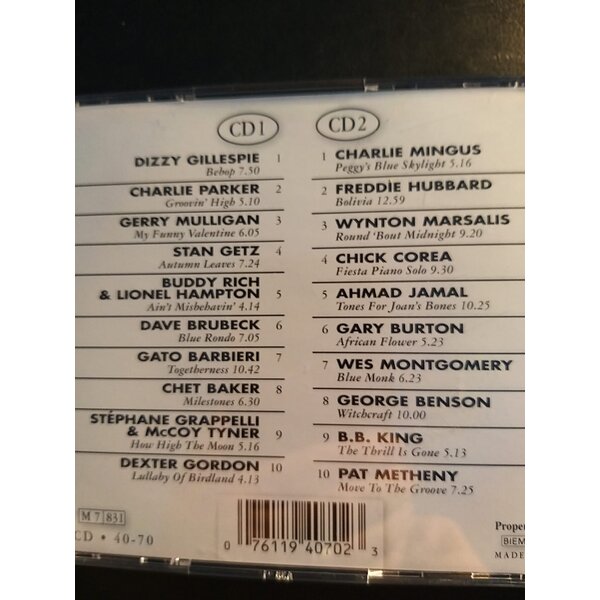 CD 1
DIZZY GILLESPIE 1
Bebop 7.50
CHARLIE PARKER 2
Groovin' High 5.10
GERRY MULLIGAN 3
My Funny Valentine 6.05
STAN GETZ 4
Autumn Leaves 7.24
BUDDY RICH
& LIONEL HAMPTON 5
Ain't Misbehavin' 4.14
DAVE BRUBECK 6
Blue Rondo 7.05
GATO BARBIERI 7
Togetherness 10.42
CHET BAKER 8
Milestones 6.30
STÉPHANE GRAPPELLI
& McCOY TYNER 9
How High The Moon 5.16
DEXTER GORDON 10
Lullaby Of Birdland 4.13
CD 2
1 CHARLIE MINGUS
Peggy's Blue Skylight 5.16
2 FREDDIE HUBBARD
Bolivia 12.59
3 WYNTON MARSALIS
Round 'Bout Midnight 9.20
4 CHICK COREA
Fiesta Piano Solo 9.30
5 AHMAD JAMAL
Tones For Joan's Bones 10.25
6 GARY BURTON
African Flower 5.23
7 WES MONTGOMERY
Blue Monk 6.23
8 GEORGE BENSON
Witchcraft 10.00
9 B.B. KING
The Thrill Is Gone 5.13
10 PAT METHENY
Move To The Groove 7.25
M 7 831
CD • 40-70
0 76119 40702 3
Proper
BIEM
MADE